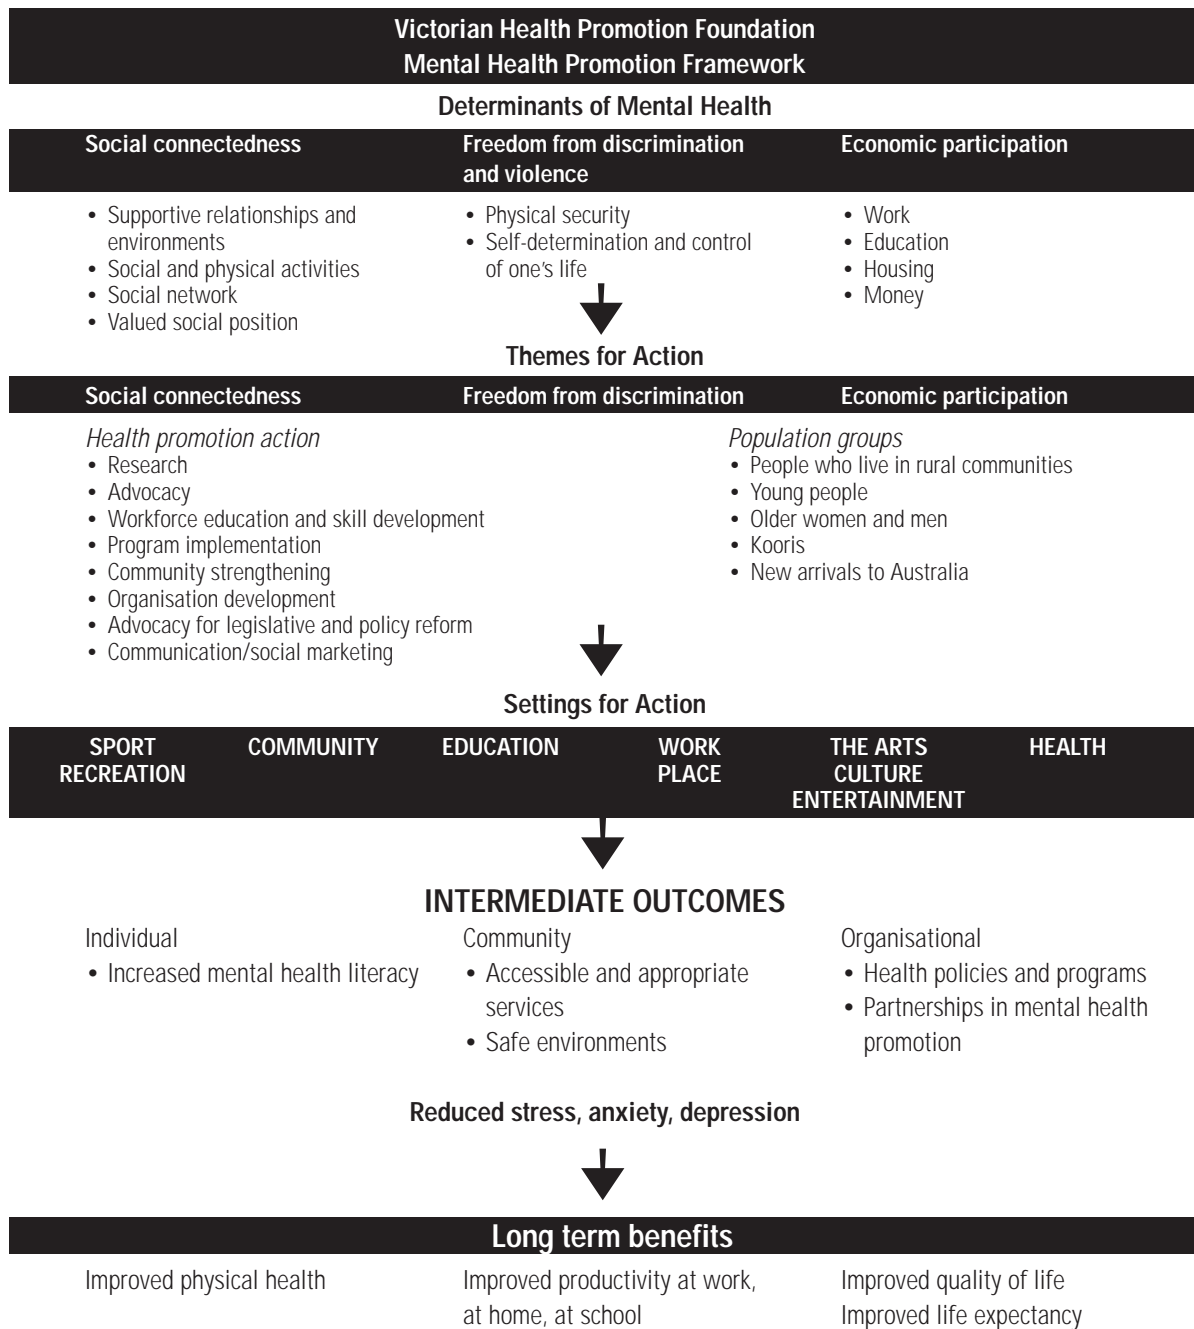 Victorian Health Promotion Foundation
Mental Health Promotion Framework
Determinants of Mental Health
Social connectedness
Freedom from discrimination
and violence
Economic participation
• Supportive relationships and
environments
• Social and physical activities
• Social network
• Valued social position
• Physical security
• Self-determination and control
of one's life
• Work
• Education
• Housing
• Money
Themes for Action
Social connectedness
Freedom from discrimination
Economic participation
Health promotion action
• Research
• Advocacy
• Workforce education and skill development
• Program implementation
• Community strengthening
• Organisation development
• Advocacy for legislative and policy reform
• Communication/social marketing
Population groups
• People who live in rural communities
• Young people
• Older women and men
• Kooris
• New arrivals to Australia
Settings for Action
SPORT
RECREATION
COMMUNITY
EDUCATION
WORK
PLACE
THE ARTS
CULTURE
ENTERTAINMENT
HEALTH
INTERMEDIATE OUTCOMES
Individual
• Increased mental health literacy
Community
• Accessible and appropriate
services
• Safe environments
Organisational
• Health policies and programs
• Partnerships in mental health
promotion
Reduced stress, anxiety, depression
Long term benefits
Improved physical health
Improved productivity at work,
at home, at school
Improved quality of life
Improved life expectancy